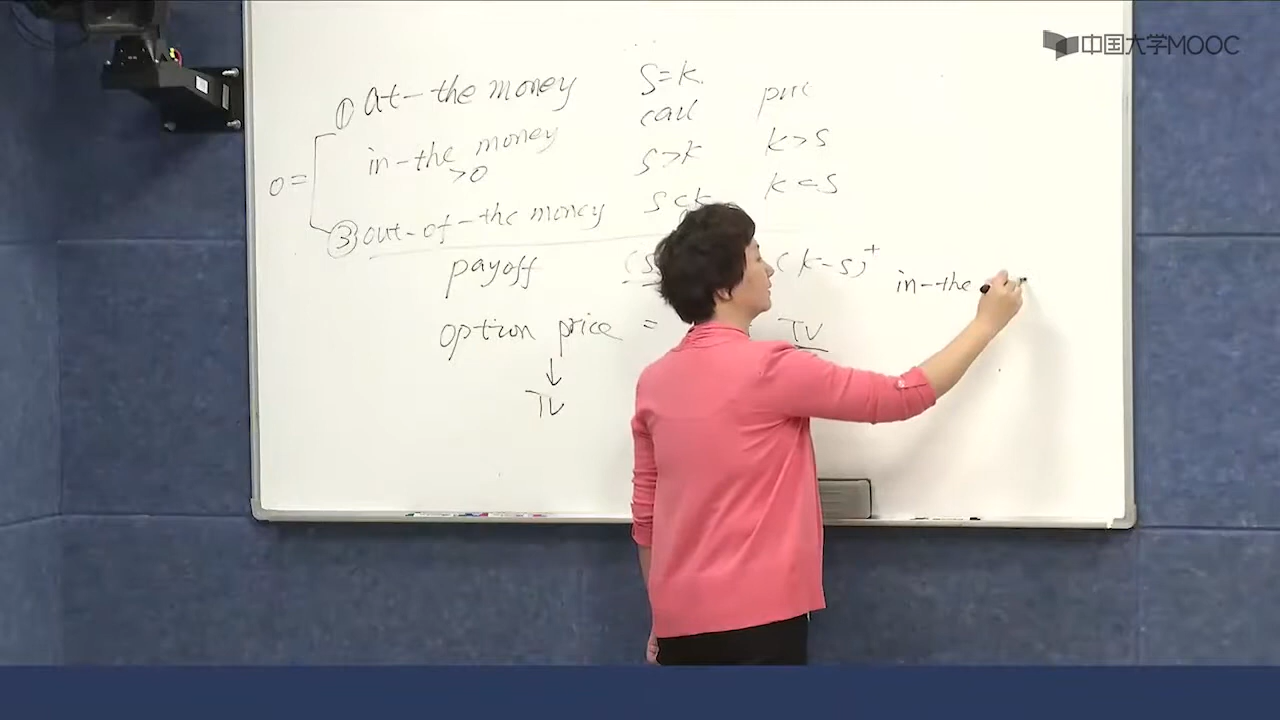 中国大学MOOC
① at-the money S=K
call
in-the money S>K K>S
>0
0=
③ out-of-the money S<K K<S
payoff (S (K-S)⁺
in-the
option price = TV
↓
TV